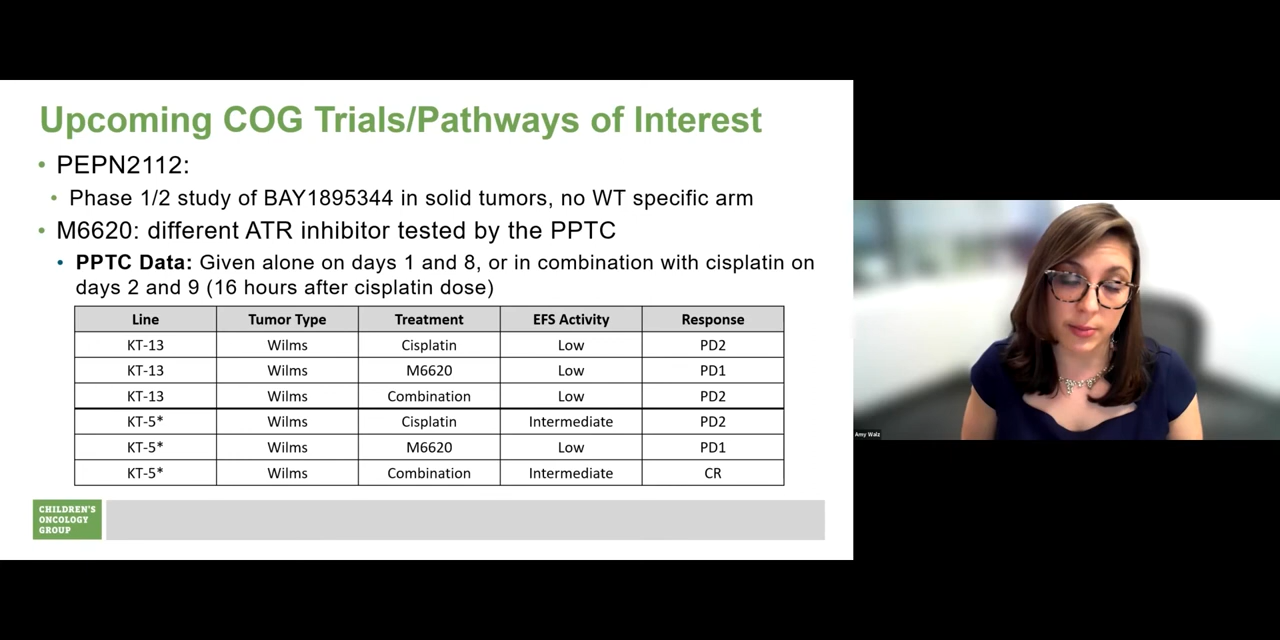 Upcoming COG Trials/Pathways of Interest
• PEPN2112:
• Phase 1/2 study of BAY1895344 in solid tumors, no WT specific arm
• M6620: different ATR inhibitor tested by the PPTC
• PPTC Data: Given alone on days 1 and 8, or in combination with cisplatin on
days 2 and 9 (16 hours after cisplatin dose)
Line Tumor Type Treatment EFS Activity Response
KT-13 Wilms Cisplatin Low PD2
KT-13 Wilms M6620 Low PD1
KT-13 Wilms Combination Low PD2
KT-5* Wilms Cisplatin Intermediate PD2
KT-5* Wilms M6620 Low PD1
KT-5* Wilms Combination Intermediate CR
CHILDREN'S
ONCOLOGY
GROUP
Amy Walz